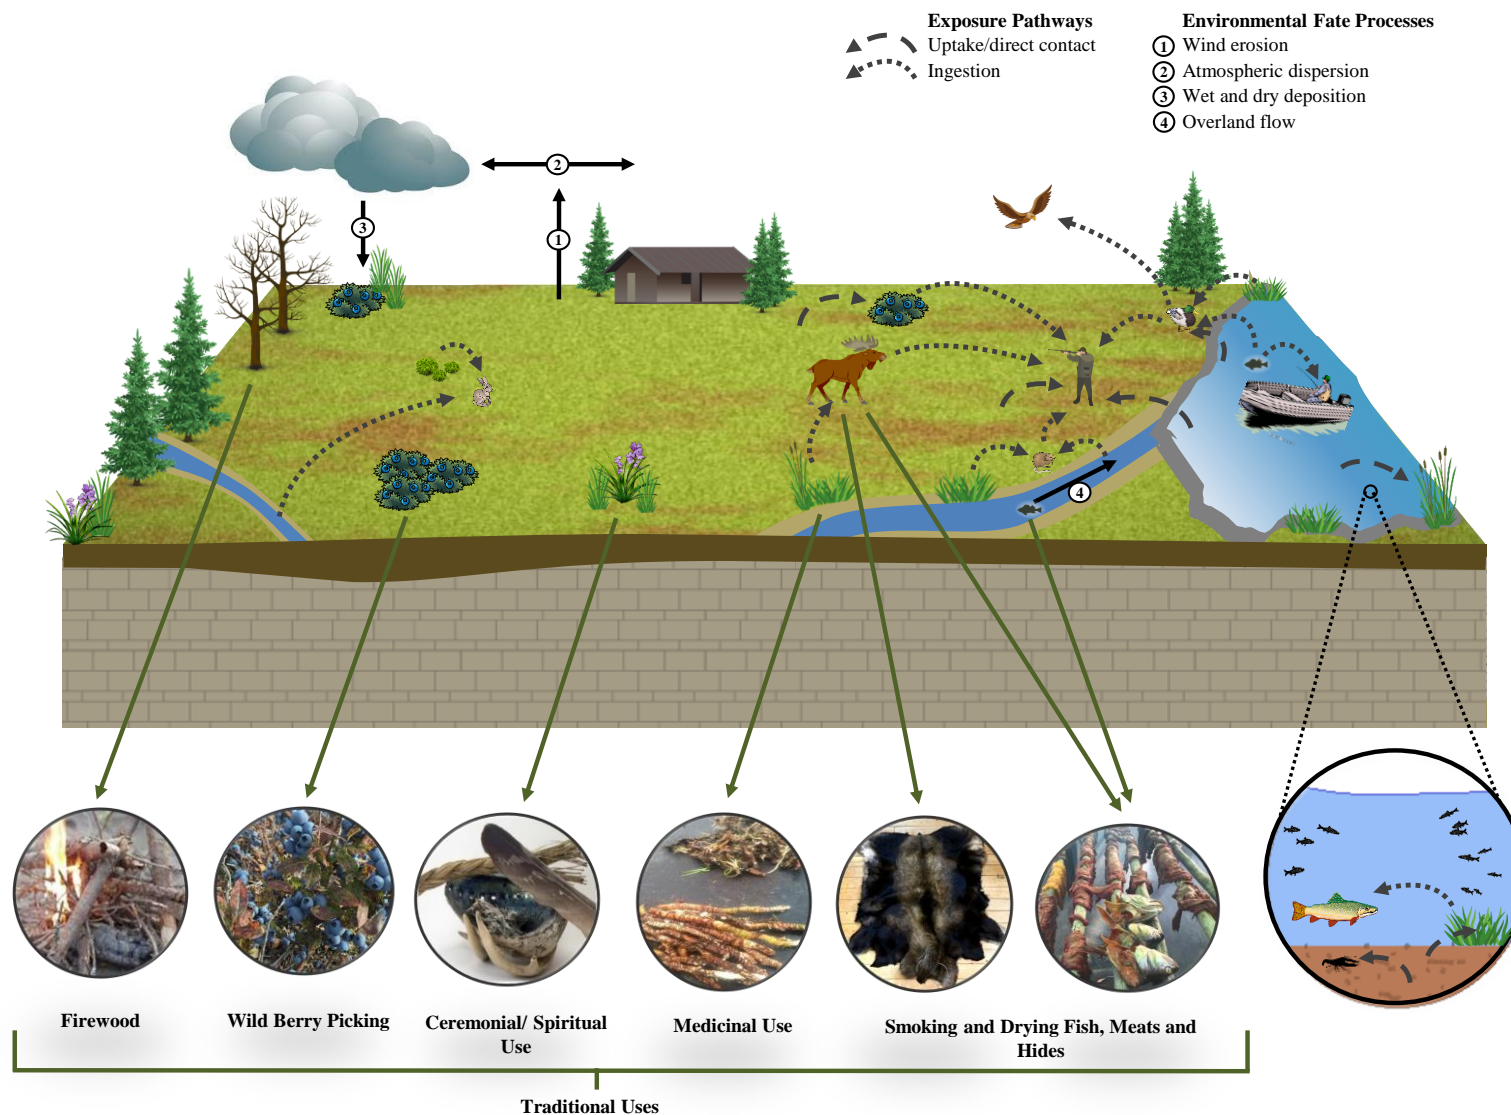 Exposure Pathways
Uptake/direct contact
Ingestion
Environmental Fate Processes
1 Wind erosion
2 Atmospheric dispersion
3 Wet and dry deposition
4 Overland flow
2
3
1
4
Firewood
Wild Berry Picking
Ceremonial/ Spiritual
Use
Medicinal Use
Smoking and Drying Fish, Meats and
Hides
Traditional Uses